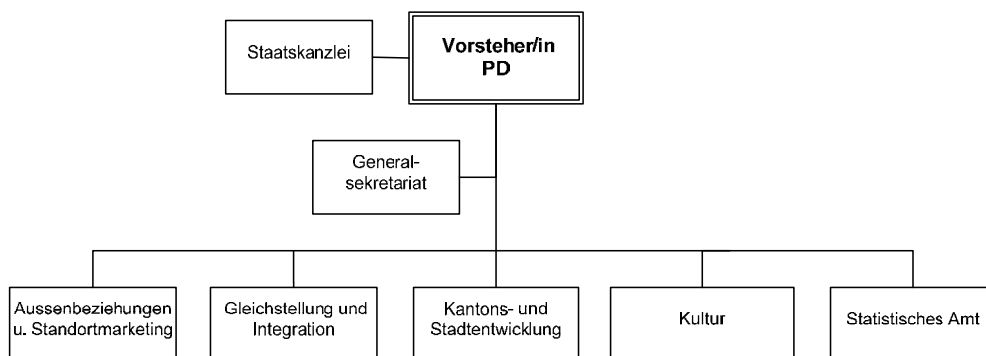 Staatskanzlei
Vorsteher/in
PD
General-
sekretariat
Aussenbeziehungen
u. Standortmarketing
Gleichstellung und
Integration
Kantons- und
Stadtentwicklung
Kultur
Statistisches Amt